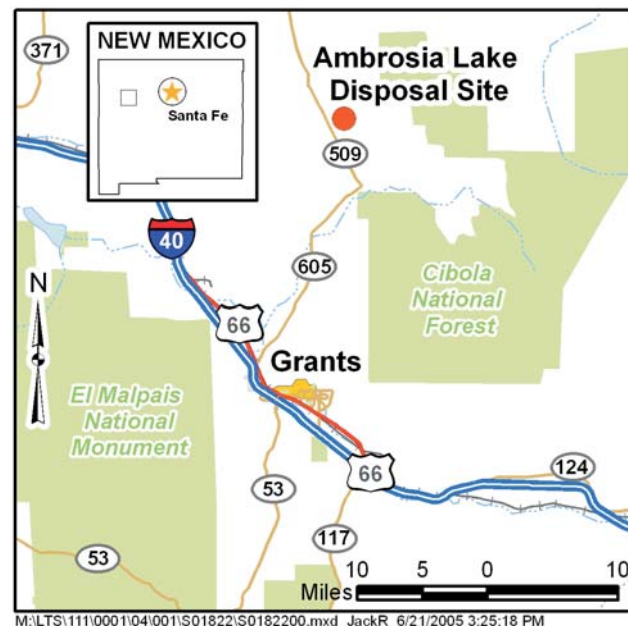 371
NEW MEXICO
Santa Fe
Ambrosia Lake
Disposal Site
509
40
605
Cibola
National
Forest
N
66
Grants
El Malpais
National
Monument
66
124
53
117
53
10 5 0 10
Miles
M:\LTS\111\0001\04\001\S01822\S0182200.mxd JackR 6/21/2005 3:25:18 PM